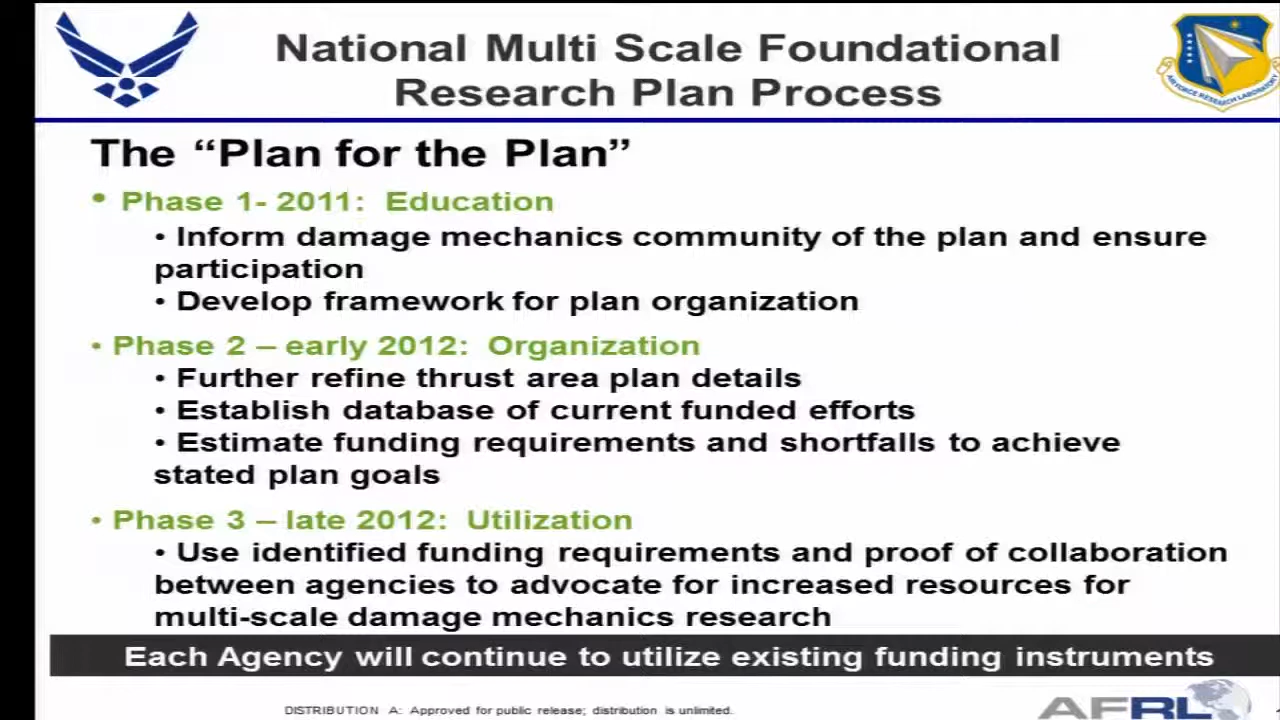 National Multi Scale Foundational
Research Plan Process
AIR FORCE RESEARCH LABORATORY
The “Plan for the Plan”
• Phase 1- 2011: Education
• Inform damage mechanics community of the plan and ensure
participation
• Develop framework for plan organization
• Phase 2 – early 2012: Organization
• Further refine thrust area plan details
• Establish database of current funded efforts
• Estimate funding requirements and shortfalls to achieve
stated plan goals
• Phase 3 – late 2012: Utilization
• Use identified funding requirements and proof of collaboration
between agencies to advocate for increased resources for
multi-scale damage mechanics research
Each Agency will continue to utilize existing funding instruments
DISTRIBUTION A: Approved for public release; distribution is unlimited.
AFRL